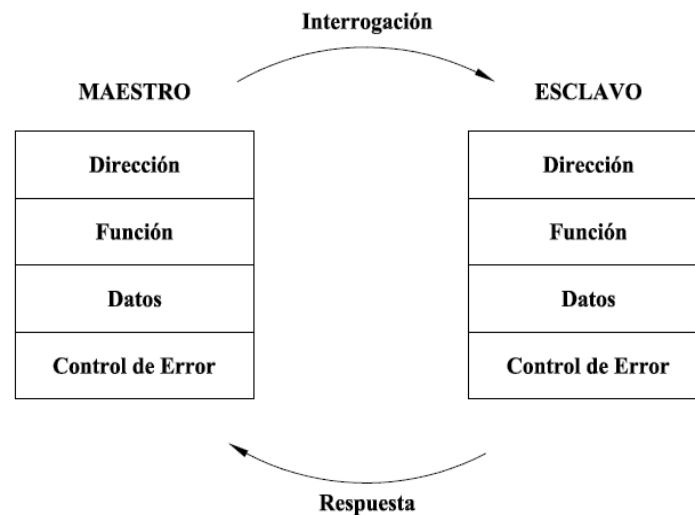 Interrogación
MAESTRO
ESCLAVO
Dirección
Dirección
Función
Función
Datos
Datos
Control de Error
Control de Error
Respuesta